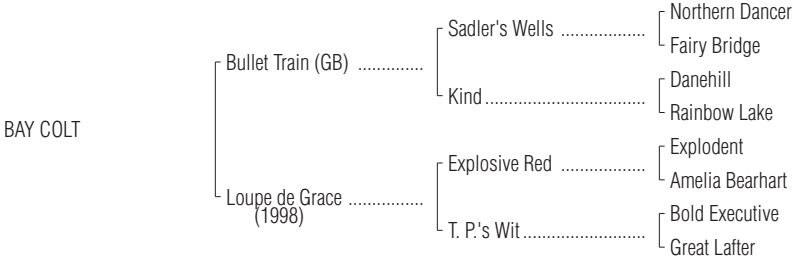 Northern Dancer
Sadler's Wells ..................
Fairy Bridge
Bullet Train (GB) ..............
Danehill
Kind ..................................
Rainbow Lake
BAY COLT
Explodent
Explosive Red ..................
Amelia Bearhart
Loupe de Grace ................
(1998)
Bold Executive
T. P.'s Wit ..........................
Great Lafter